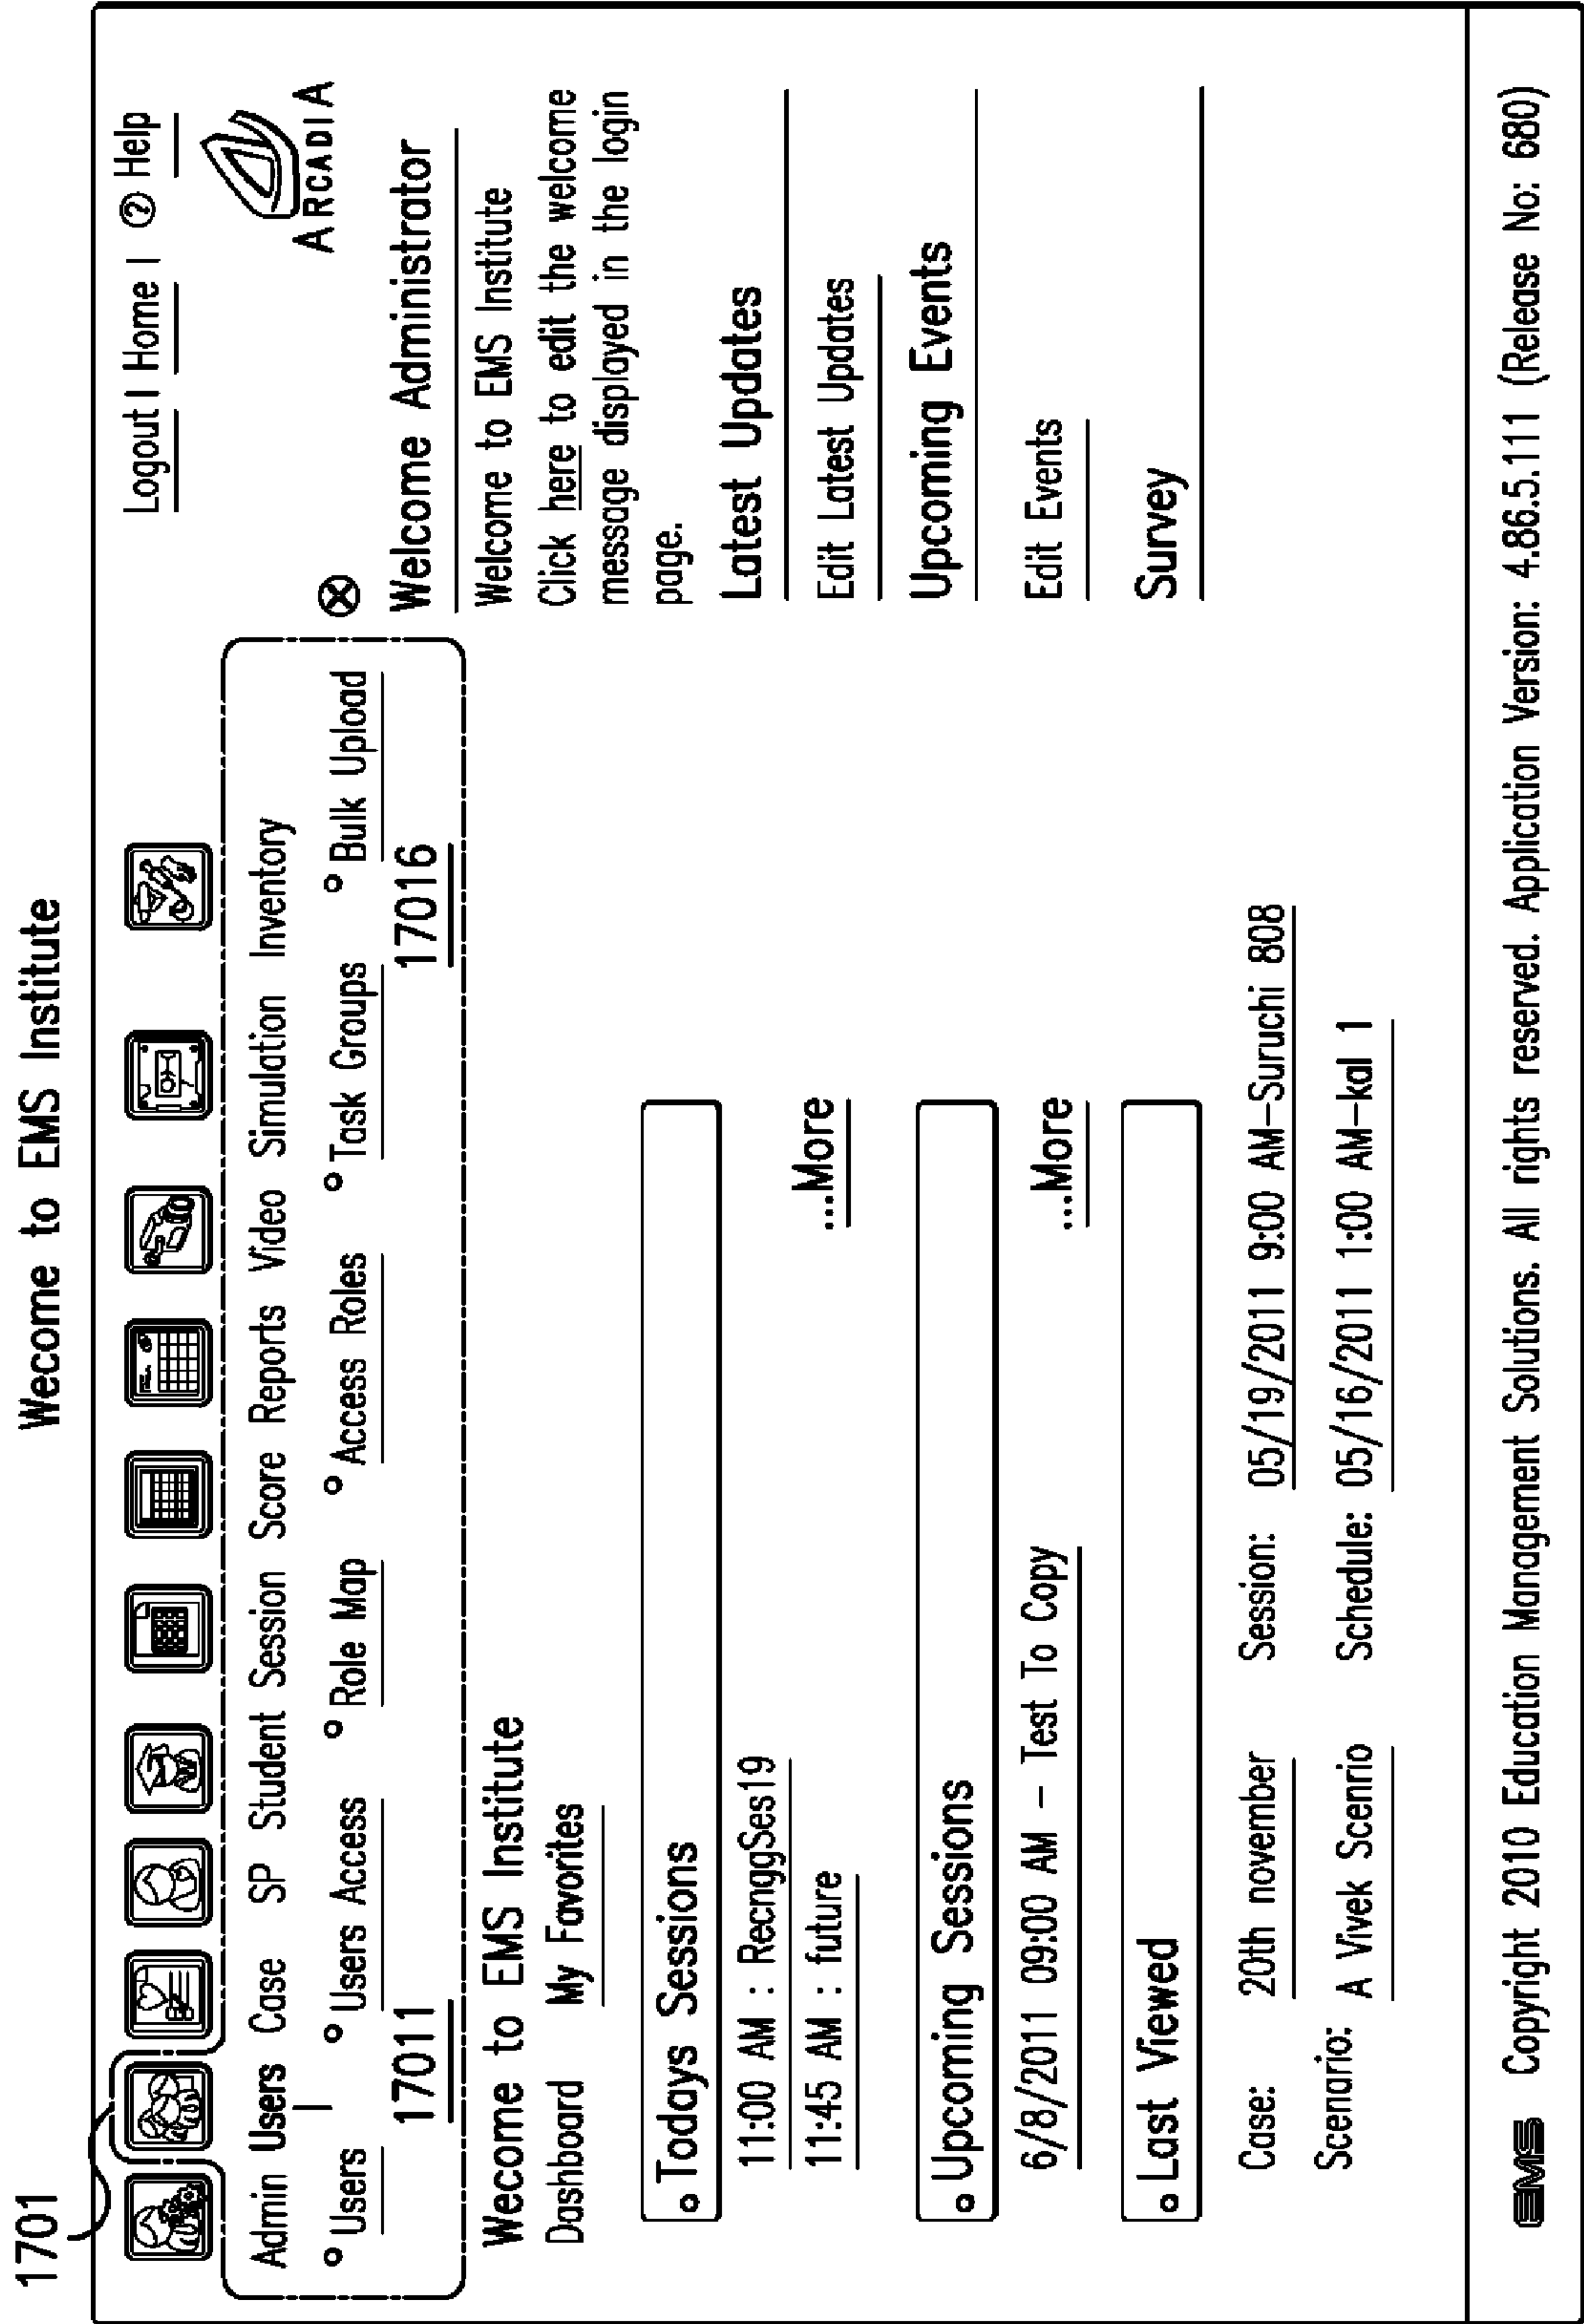 Wecome to EMS Institute
1701
Logout | Home | ? Help
ARCADIA
Admin Users Case SP Student Session Score Reports Video Simulation Inventory
Users Users Access Role Map Access Roles Task Groups Bulk Upload
17011 17016
Wecome to EMS Institute
Dashboard My Favorites
Todays Sessions
11:00 AM : RecnggSes19
11:45 AM : future
...More
Upcoming Sessions
6/8/2011 09:00 AM – Test To Copy
...More
Last Viewed
Case: 20th november Session: 05/19/2011 9:00 AM–Suruchi 808
Scenario: A Vivek Scenrio Schedule: 05/16/2011 1:00 AM–kal 1
Welcome Administrator
Welcome to EMS Institute
Click here to edit the welcome
message displayed in the login
page.
Latest Updates
Edit Latest Updates
Upcoming Events
Edit Events
Survey
EMS Copyright 2010 Education Management Solutions. All rights reserved. Application Version: 4.86.5.111 (Release No: 680)